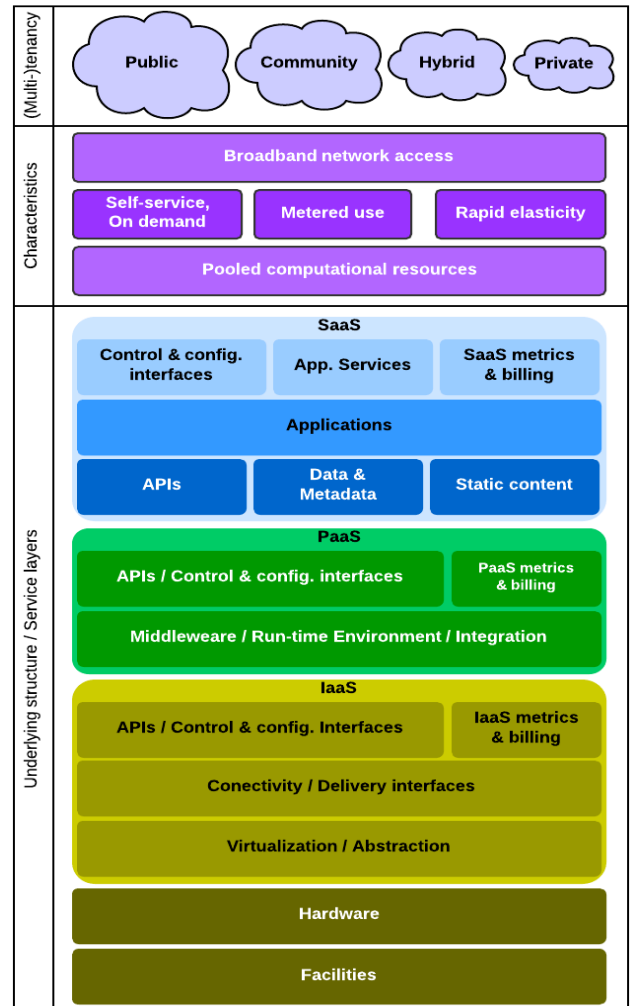 (Multi-)tenancy
Public
Community
Hybrid
Private
Characteristics
Broadband network access
Self-service,
On demand
Metered use
Rapid elasticity
Pooled computational resources
Underlying structure / Service layers
SaaS
Control & config.
interfaces
App. Services
SaaS metrics
& billing
Applications
APIs
Data &
Metadata
Static content
PaaS
APIs / Control & config. interfaces
PaaS metrics
& billing
Middleweare / Run-time Environment / Integration
IaaS
APIs / Control & config. Interfaces
IaaS metrics
& billing
Conectivity / Delivery interfaces
Virtualization / Abstraction
Hardware
Facilities